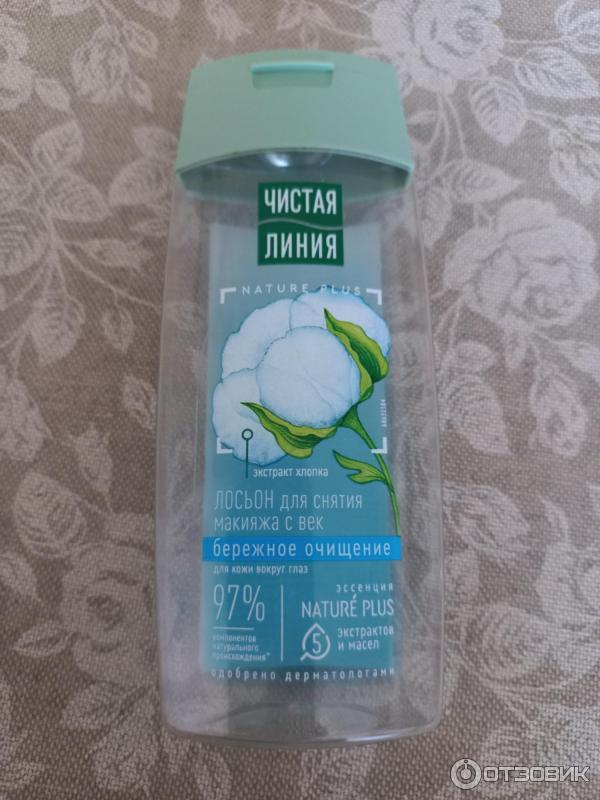 ЧИСТАЯ
ЛИНИЯ
NATURE PLUS
экстракт хлопка
ЛОСЬОН для снятия
макияжа с век
бережное очищение
для кожи вокруг глаз
97%
компонентов
натурального
происхождения*
эссенция
NATURÉ PLUS
5 экстрактов
и масел
одобрено дерматологами
ОТЗОВИК